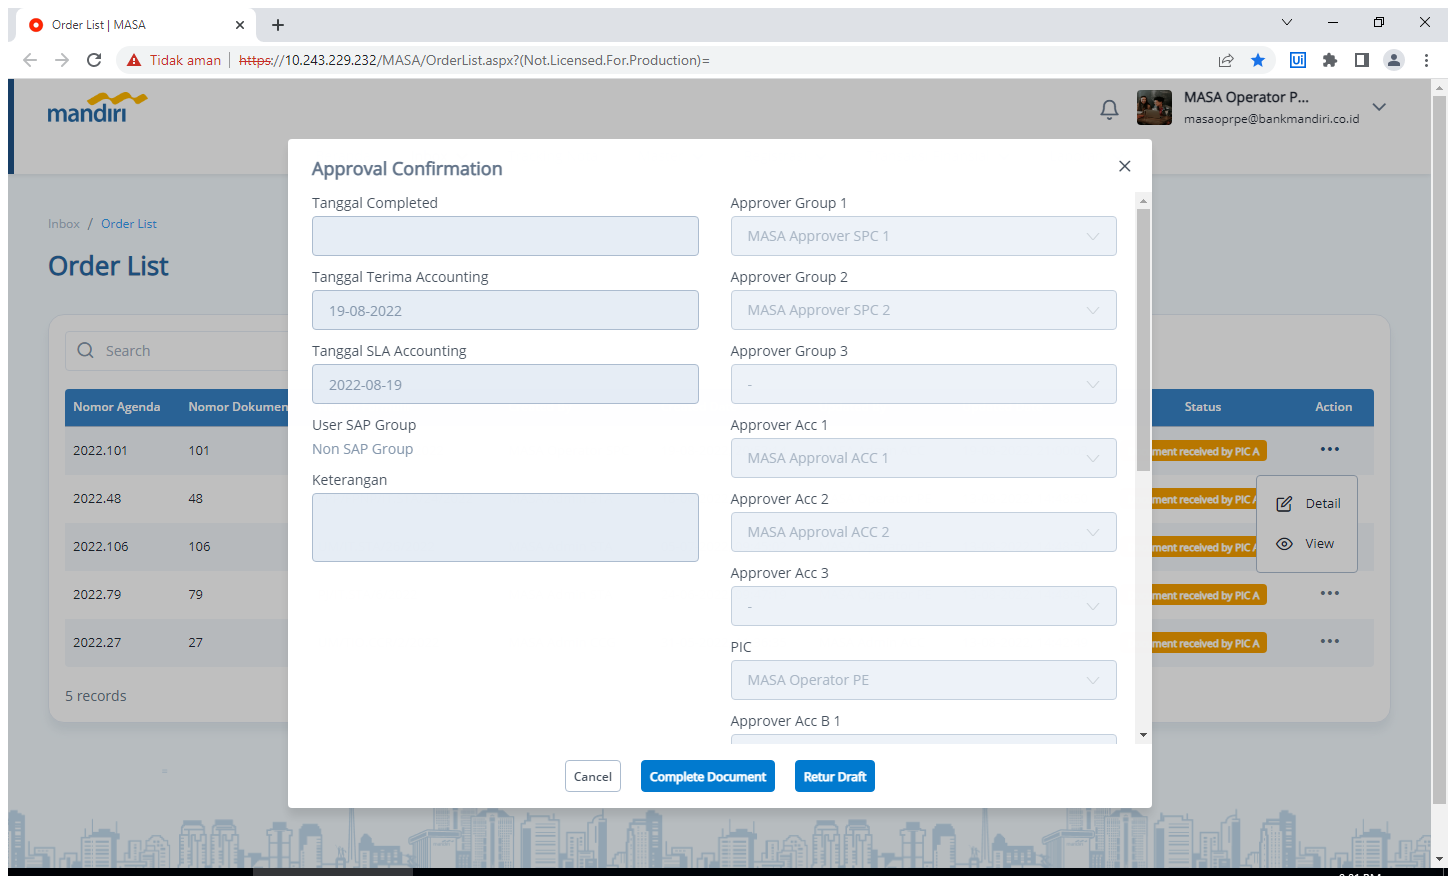 Order List | MASA
Tidak aman
https://10.243.229.232/MASA/OrderList.aspx?(Not.Licensed.For.Production)=
Ui
mandiri
MASA Operator P...
masaoprpe@bankmandiri.co.id
Inbox / Order List
Order List
Search
Nomor Agenda Nomor Dokumen Status Action
2022.101 101 ment received by PIC A
2022.48 48 ment received by PIC A
2022.106 106 ment received by PIC A
2022.79 79 ment received by PIC A
2022.27 27 ment received by PIC A
5 records
Detail
View
Approval Confirmation
Tanggal Completed
Tanggal Terima Accounting
19-08-2022
Tanggal SLA Accounting
2022-08-19
User SAP Group
Non SAP Group
Keterangan
Approver Group 1
MASA Approver SPC 1
Approver Group 2
MASA Approver SPC 2
Approver Group 3
-
Approver Acc 1
MASA Approval ACC 1
Approver Acc 2
MASA Approval ACC 2
Approver Acc 3
-
PIC
MASA Operator PE
Approver Acc B 1
Cancel
Complete Document
Retur Draft